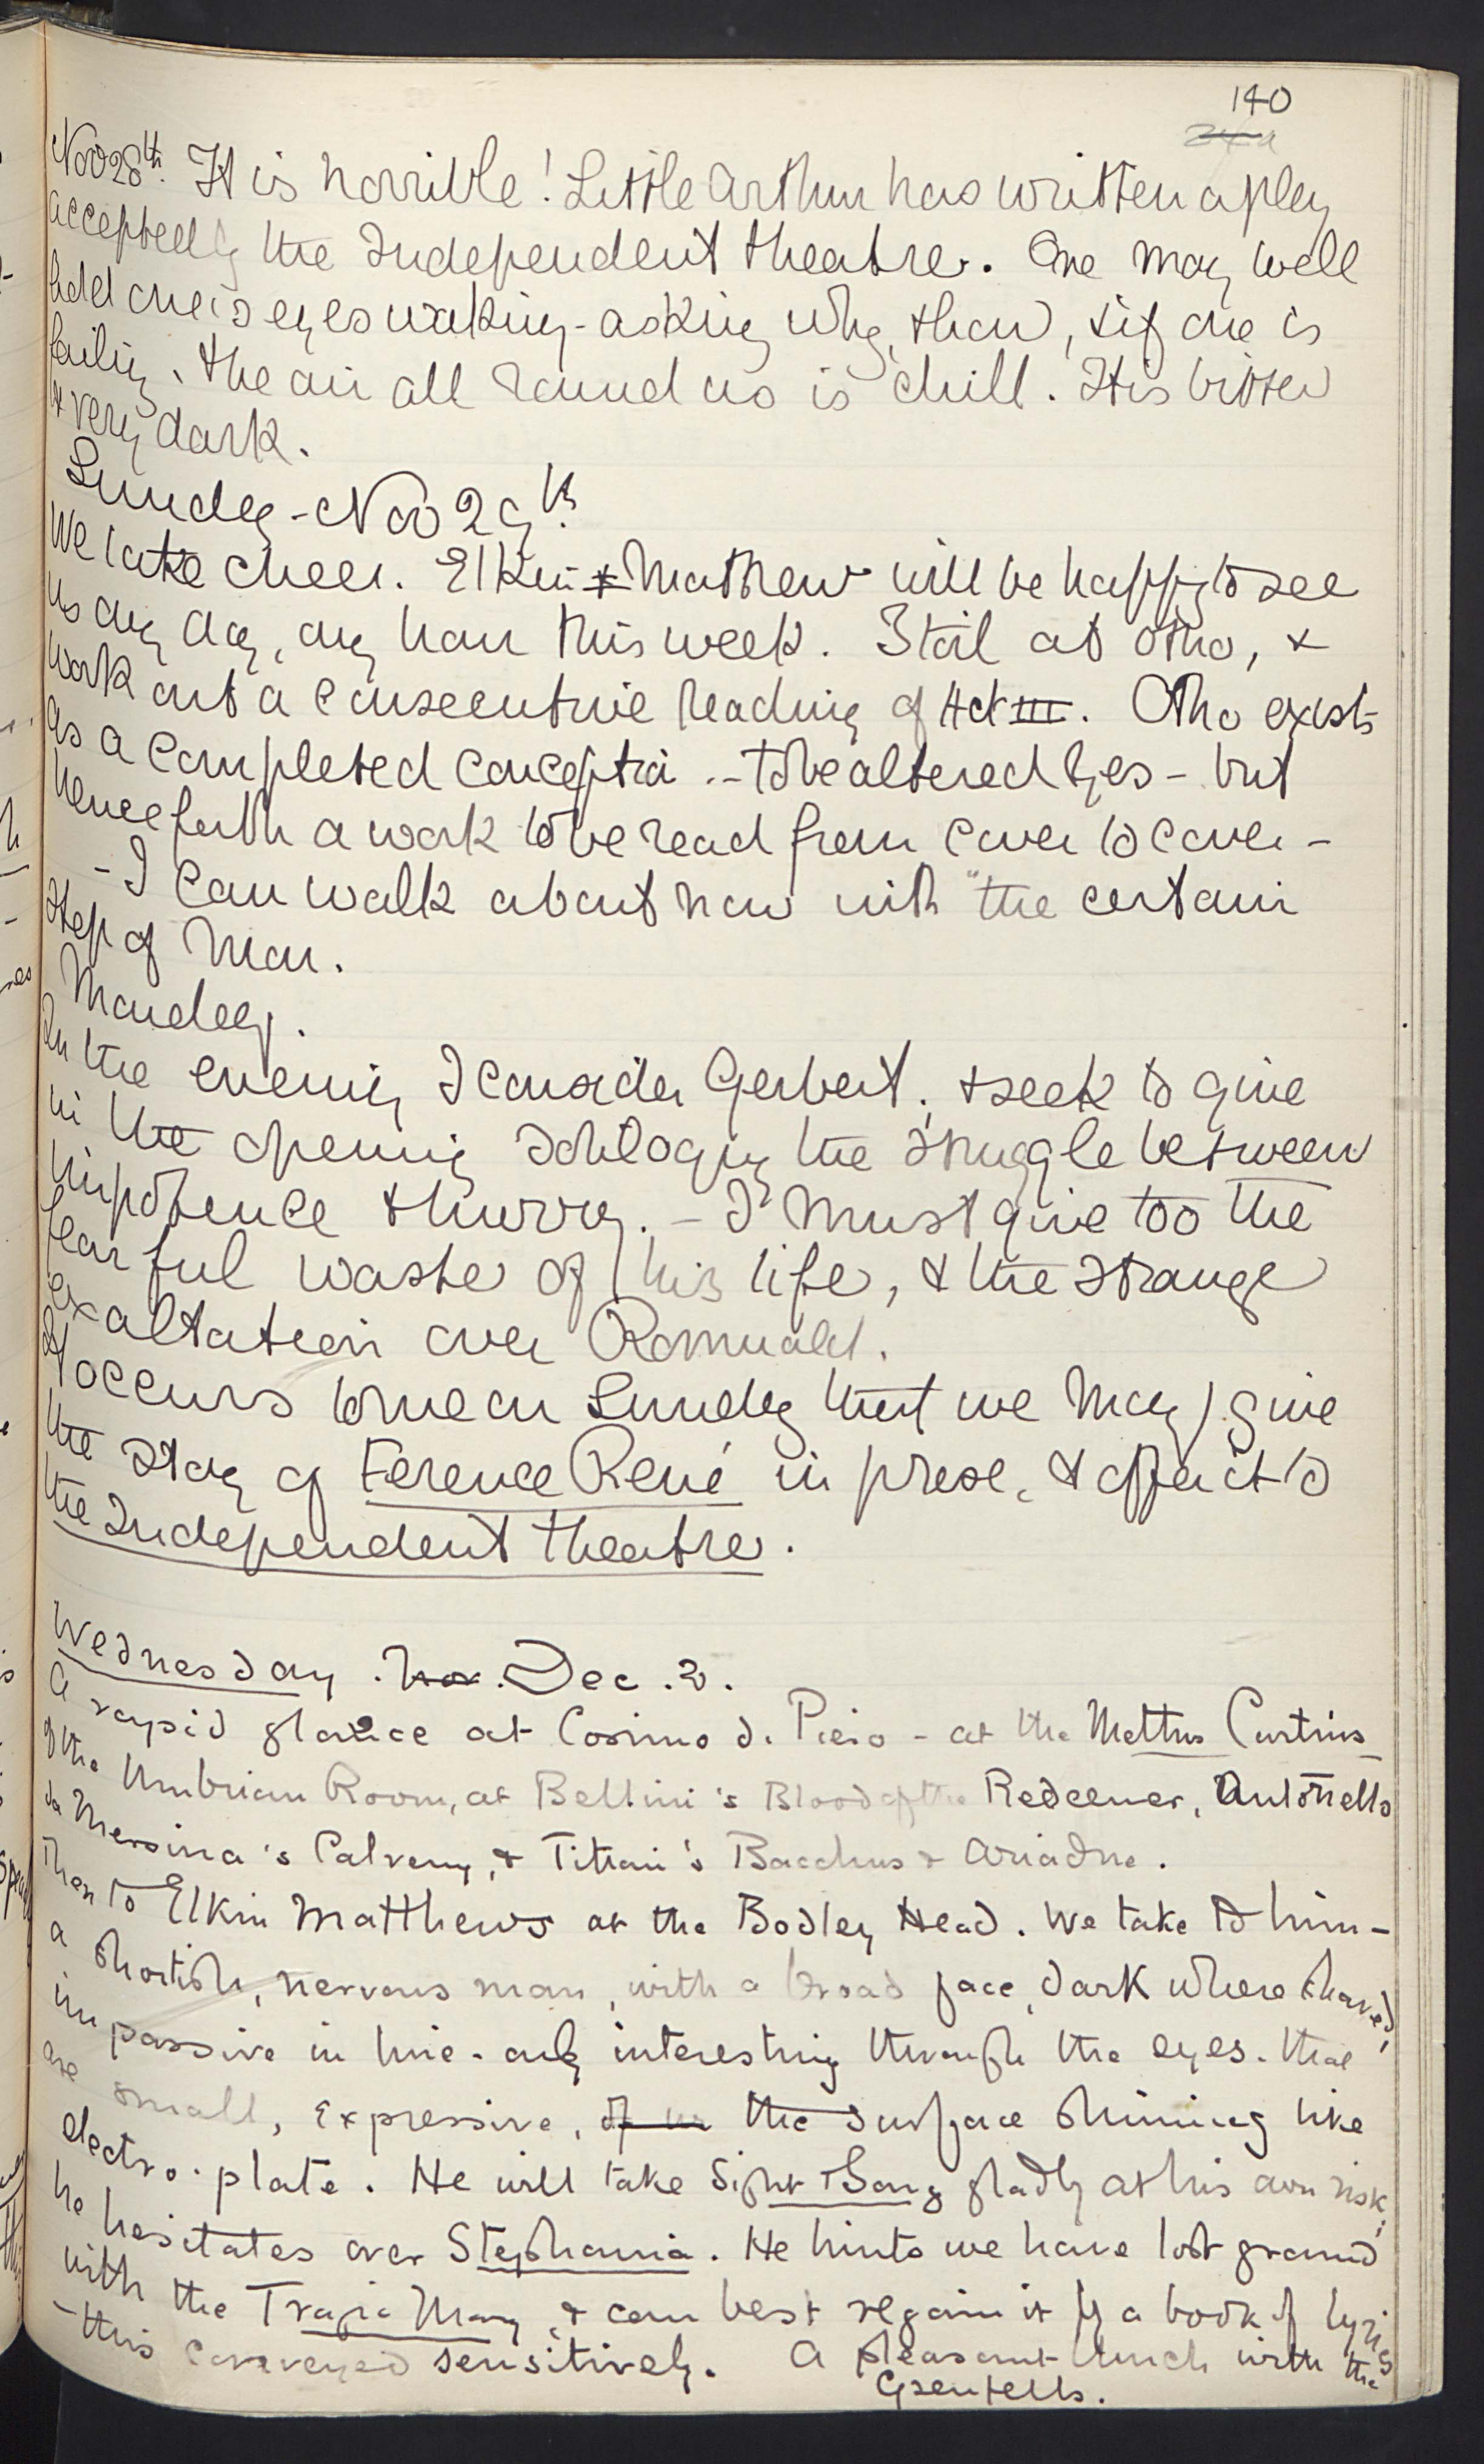 140
Nov 28th. It is horrible! Little Arthur has written a play
accepted by the Independent Theatre. One may well
hold one's eyes waking - asking why, & how, & if one is
failing, the air all round us is chill. It is bitter
& very dark.
Sunday - Nov 29th.
We take cheer. Elkin & Mathew will be happy to see
us any day, any hour this week. I toil at Otho, &
work out a consecutive reading of Act III. Otho exists
as a completed conception -- to be altered yes - but
henceforth a work to be read from cover to cover -
- I can walk about now with "the certain
step of Man.
Monday.
In the evening I consider Gerbert, & seek to give
in the opening soliloquy the struggle between
impotence & hurry. - I must give too the
fearful waste of his life, & the strange
exaltation over Romuald.
It occurs to me on Sunday that we may give
the story of Ference René in prose, & offer it to
the Independent Theatre.
Wednesday. Nov. Dec. 2.
A rapid glance at Cosimo di Piero - at the Mettus Curtius
of the Umbrian Room, at Bellini's Blood of the Redeemer, Antonello
da Messina's Calvary, & Titian's Bacchus & Ariadne.
Then to Elkin Matthews at the Bodley Head. We take to him -
a shortish, nervous man, with a broad face, dark where shaved,
impassive in line - only interesting through the eyes. that
are small, expressive, of the surface shining like
electro-plate. He will take Sight & Song gladly at his own risk;
he hesitates over Stephania. He hints we have lost ground
with the Tragic Mary, & can best regain it by a book of lyrics
- this conveyed sensitively. A pleasant lunch with the
Grenfells.